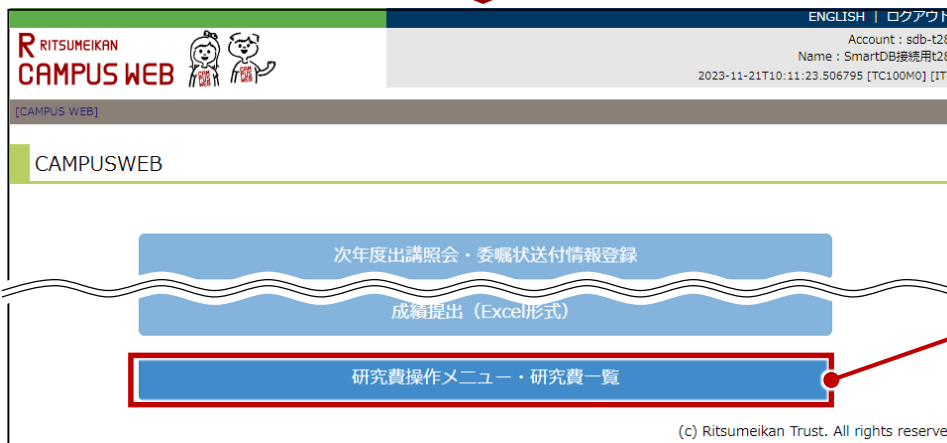 ENGLISH | ログアウト
R RITSUMEIKAN
CAMPUS WEB
Account : sdb-t28
Name : SmartDB接続用t28
2023-11-21T10:11:23.506795 [TC100M0] [IT
[CAMPUS WEB]
CAMPUSWEB
次年度出講照会・委嘱状送付情報登録
成績提出（Excel形式）
研究費操作メニュー・研究費一覧
(c) Ritsumeikan Trust. All rights reserve